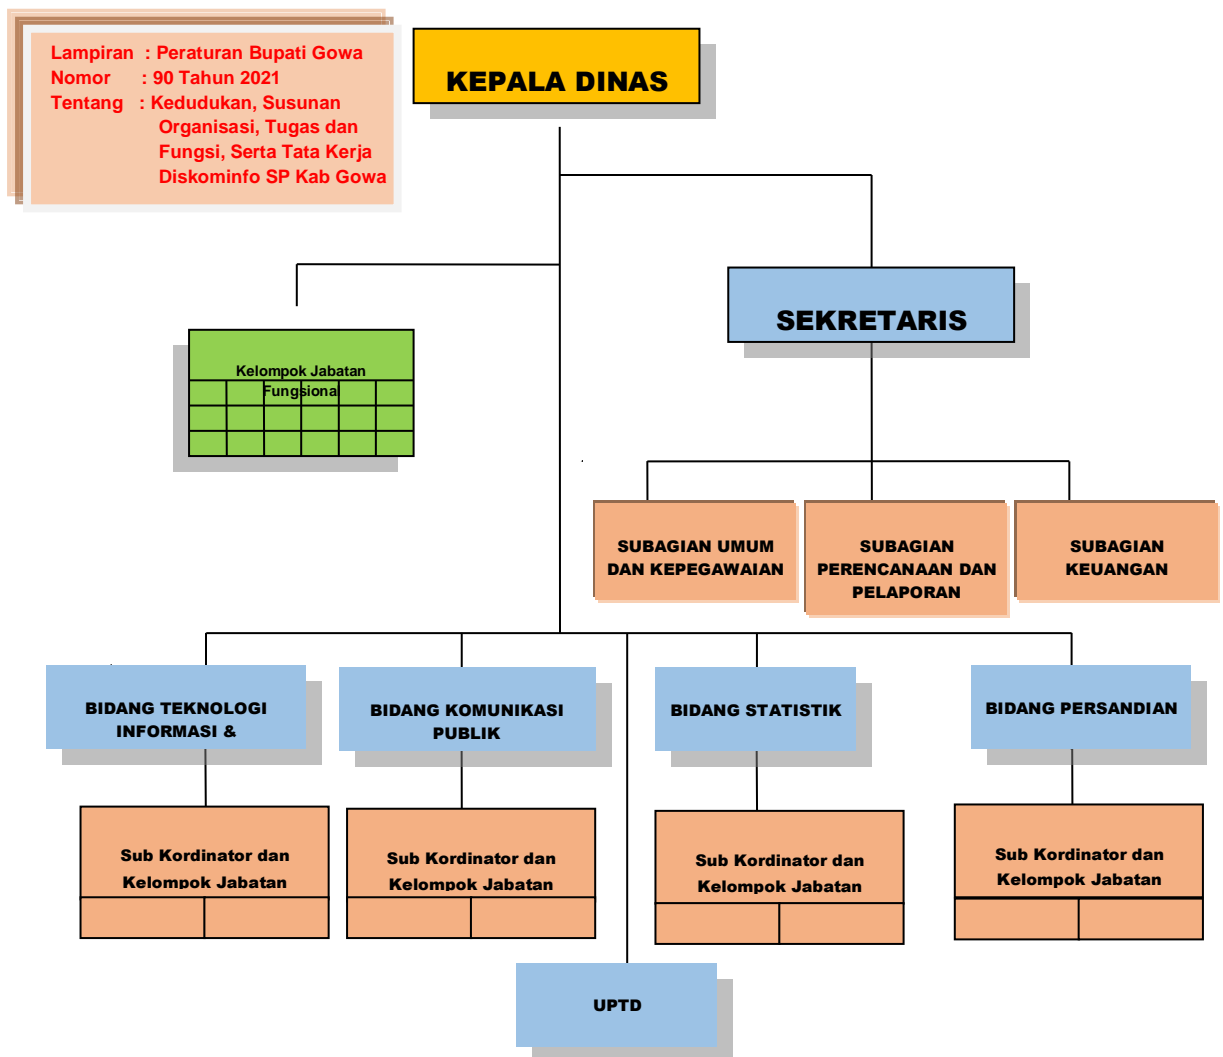 Lampiran : Peraturan Bupati Gowa
Nomor : 90 Tahun 2021
Tentang : Kedudukan, Susunan
Organisasi, Tugas dan
Fungsi, Serta Tata Kerja
Diskominfo SP Kab Gowa
KEPALA DINAS
SEKRETARIS
Kelompok Jabatan
Fungsional
SUBAGIAN UMUM
DAN KEPEGAWAIAN
SUBAGIAN
PERENCANAAN DAN
PELAPORAN
SUBAGIAN
KEUANGAN
BIDANG TEKNOLOGI
INFORMASI &
BIDANG KOMUNIKASI
PUBLIK
BIDANG STATISTIK
BIDANG PERSANDIAN
Sub Kordinator dan
Kelompok Jabatan
Sub Kordinator dan
Kelompok Jabatan
Sub Kordinator dan
Kelompok Jabatan
Sub Kordinator dan
Kelompok Jabatan
UPTD